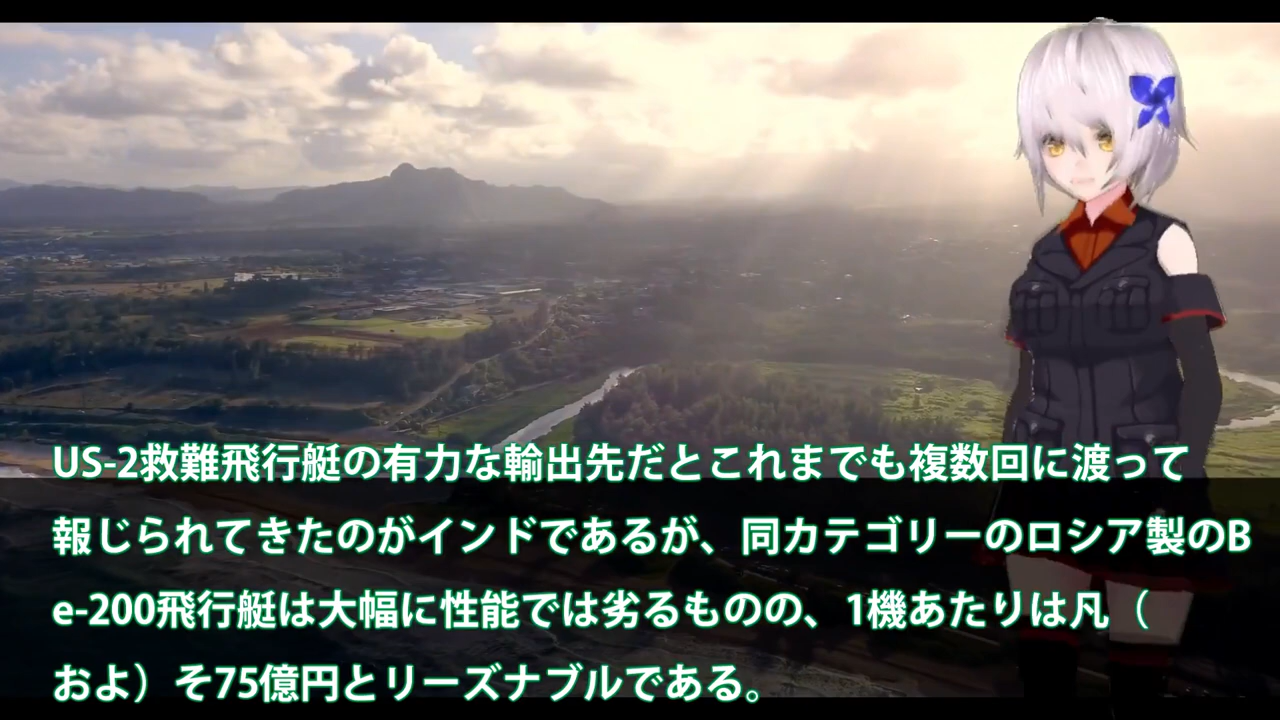 US-2救難飛行艇の有力な輸出先だとこれまでも複数回に渡って
報じられてきたのがインドであるが、同カテゴリーのロシア製のB
e-200飛行艇は大幅に性能では劣るものの、1機あたりは凡（
およ）そ75億円とリーズナブルである。